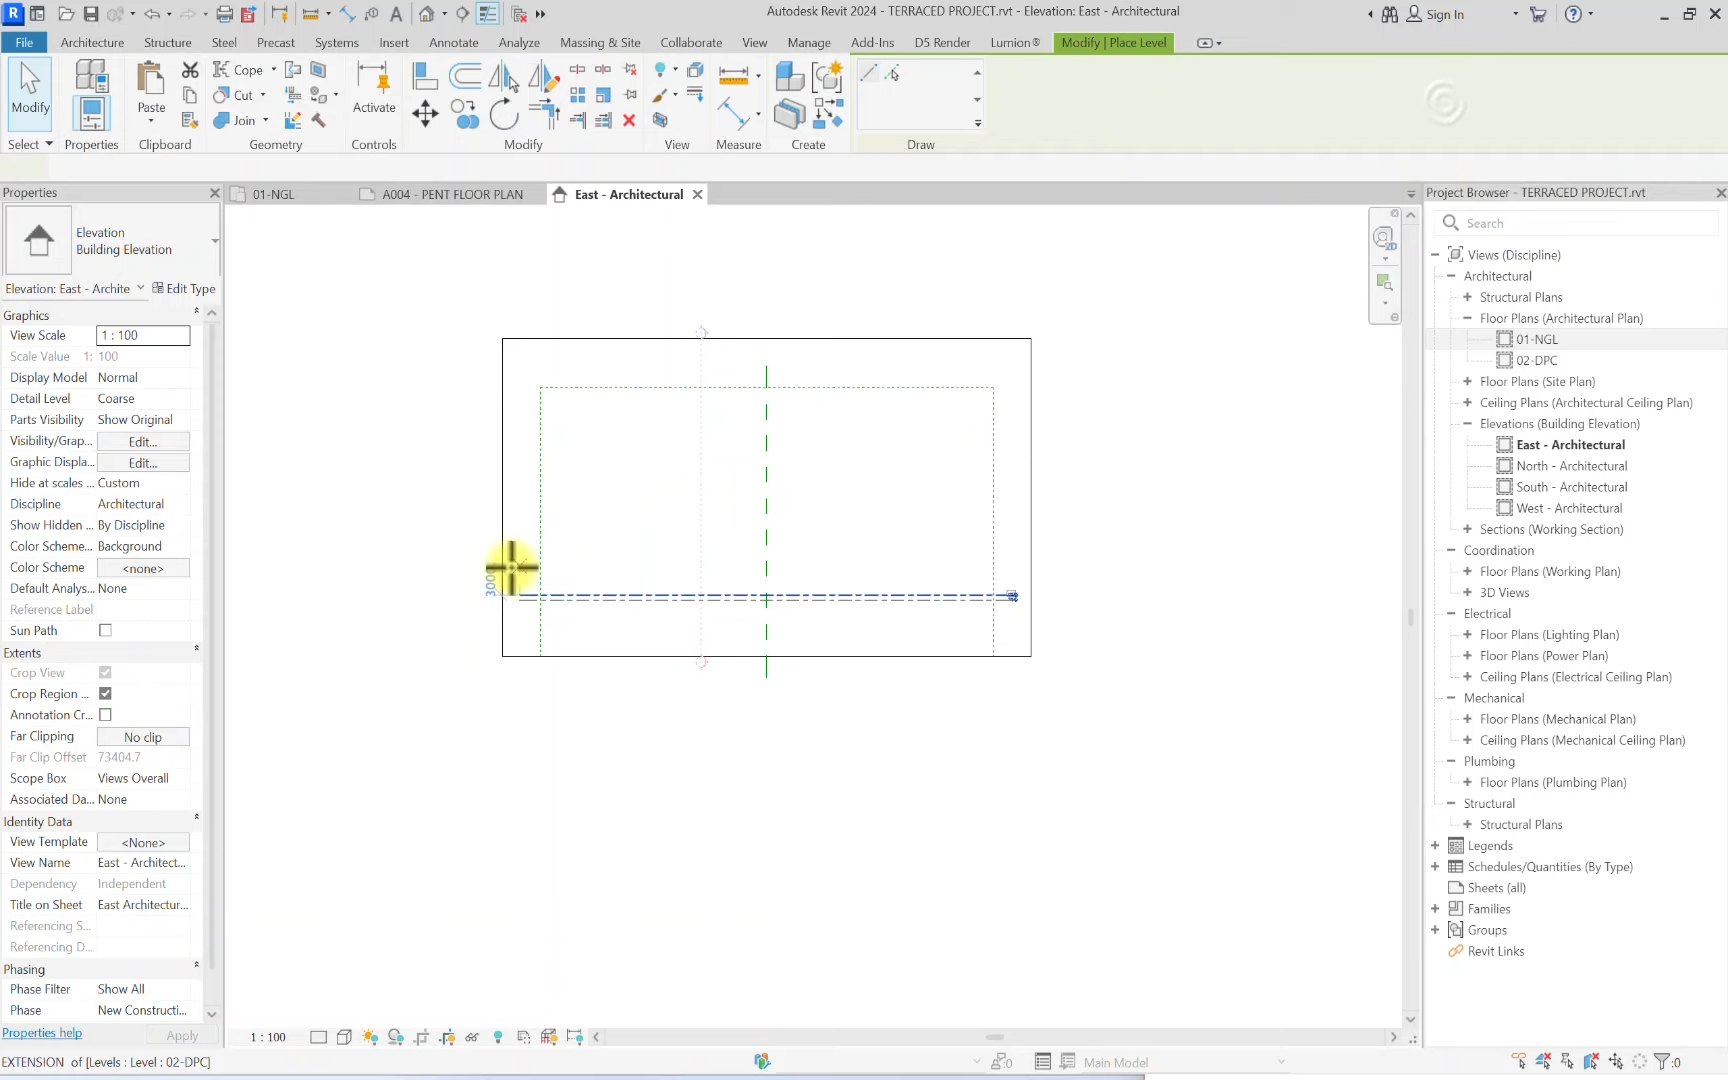 Autodesk Revit 2024 - TERRACED PROJECT.rvt - Elevation: East - Architectural
Sign In
File
Architecture
Structure
Steel
Precast
Systems
Insert
Annotate
Analyze
Massing & Site
Collaborate
View
Manage
Add-Ins
D5 Render
Lumion®
Modify | Place Level
Modify
Paste
Cope
Cut
Join
Activate
Select
Properties
Clipboard
Geometry
Controls
Modify
View
Measure
Create
Draw
Properties
01-NGL
A004 - PENT FLOOR PLAN
East - Architectural
Project Browser - TERRACED PROJECT.rvt
Elevation
Building Elevation
Elevation: East - Archite
Edit Type
Graphics
View Scale 1 : 100
Scale Value 1: 100
Display Model Normal
Detail Level Coarse
Parts Visibility Show Original
Visibility/Grap... Edit...
Graphic Displa... Edit...
Hide at scales ... Custom
Discipline Architectural
Show Hidden ... By Discipline
Color Scheme... Background
Color Scheme <none>
Default Analys... None
Reference Label
Sun Path
Extents
Crop View
Crop Region ...
Annotation Cr...
Far Clipping No clip
Far Clip Offset 73404.7
Scope Box Views Overall
Associated Da... None
Identity Data
View Template <None>
View Name East - Architect...
Dependency Independent
Title on Sheet East Architectur...
Referencing S...
Referencing D...
Phasing
Phase Filter Show All
Phase New Constructi...
Properties help
Apply
3000
2D
Search
Views (Discipline)
Architectural
Structural Plans
Floor Plans (Architectural Plan)
01-NGL
02-DPC
Floor Plans (Site Plan)
Ceiling Plans (Architectural Ceiling Plan)
Elevations (Building Elevation)
East - Architectural
North - Architectural
South - Architectural
West - Architectural
Sections (Working Section)
Coordination
Floor Plans (Working Plan)
3D Views
Electrical
Floor Plans (Lighting Plan)
Floor Plans (Power Plan)
Ceiling Plans (Electrical Ceiling Plan)
Mechanical
Floor Plans (Mechanical Plan)
Ceiling Plans (Mechanical Ceiling Plan)
Plumbing
Floor Plans (Plumbing Plan)
Structural
Structural Plans
Legends
Schedules/Quantities (By Type)
Sheets (all)
Families
Groups
Revit Links
1 : 100
EXTENSION of [Levels : Level : 02-DPC]
:0
Main Model
:0